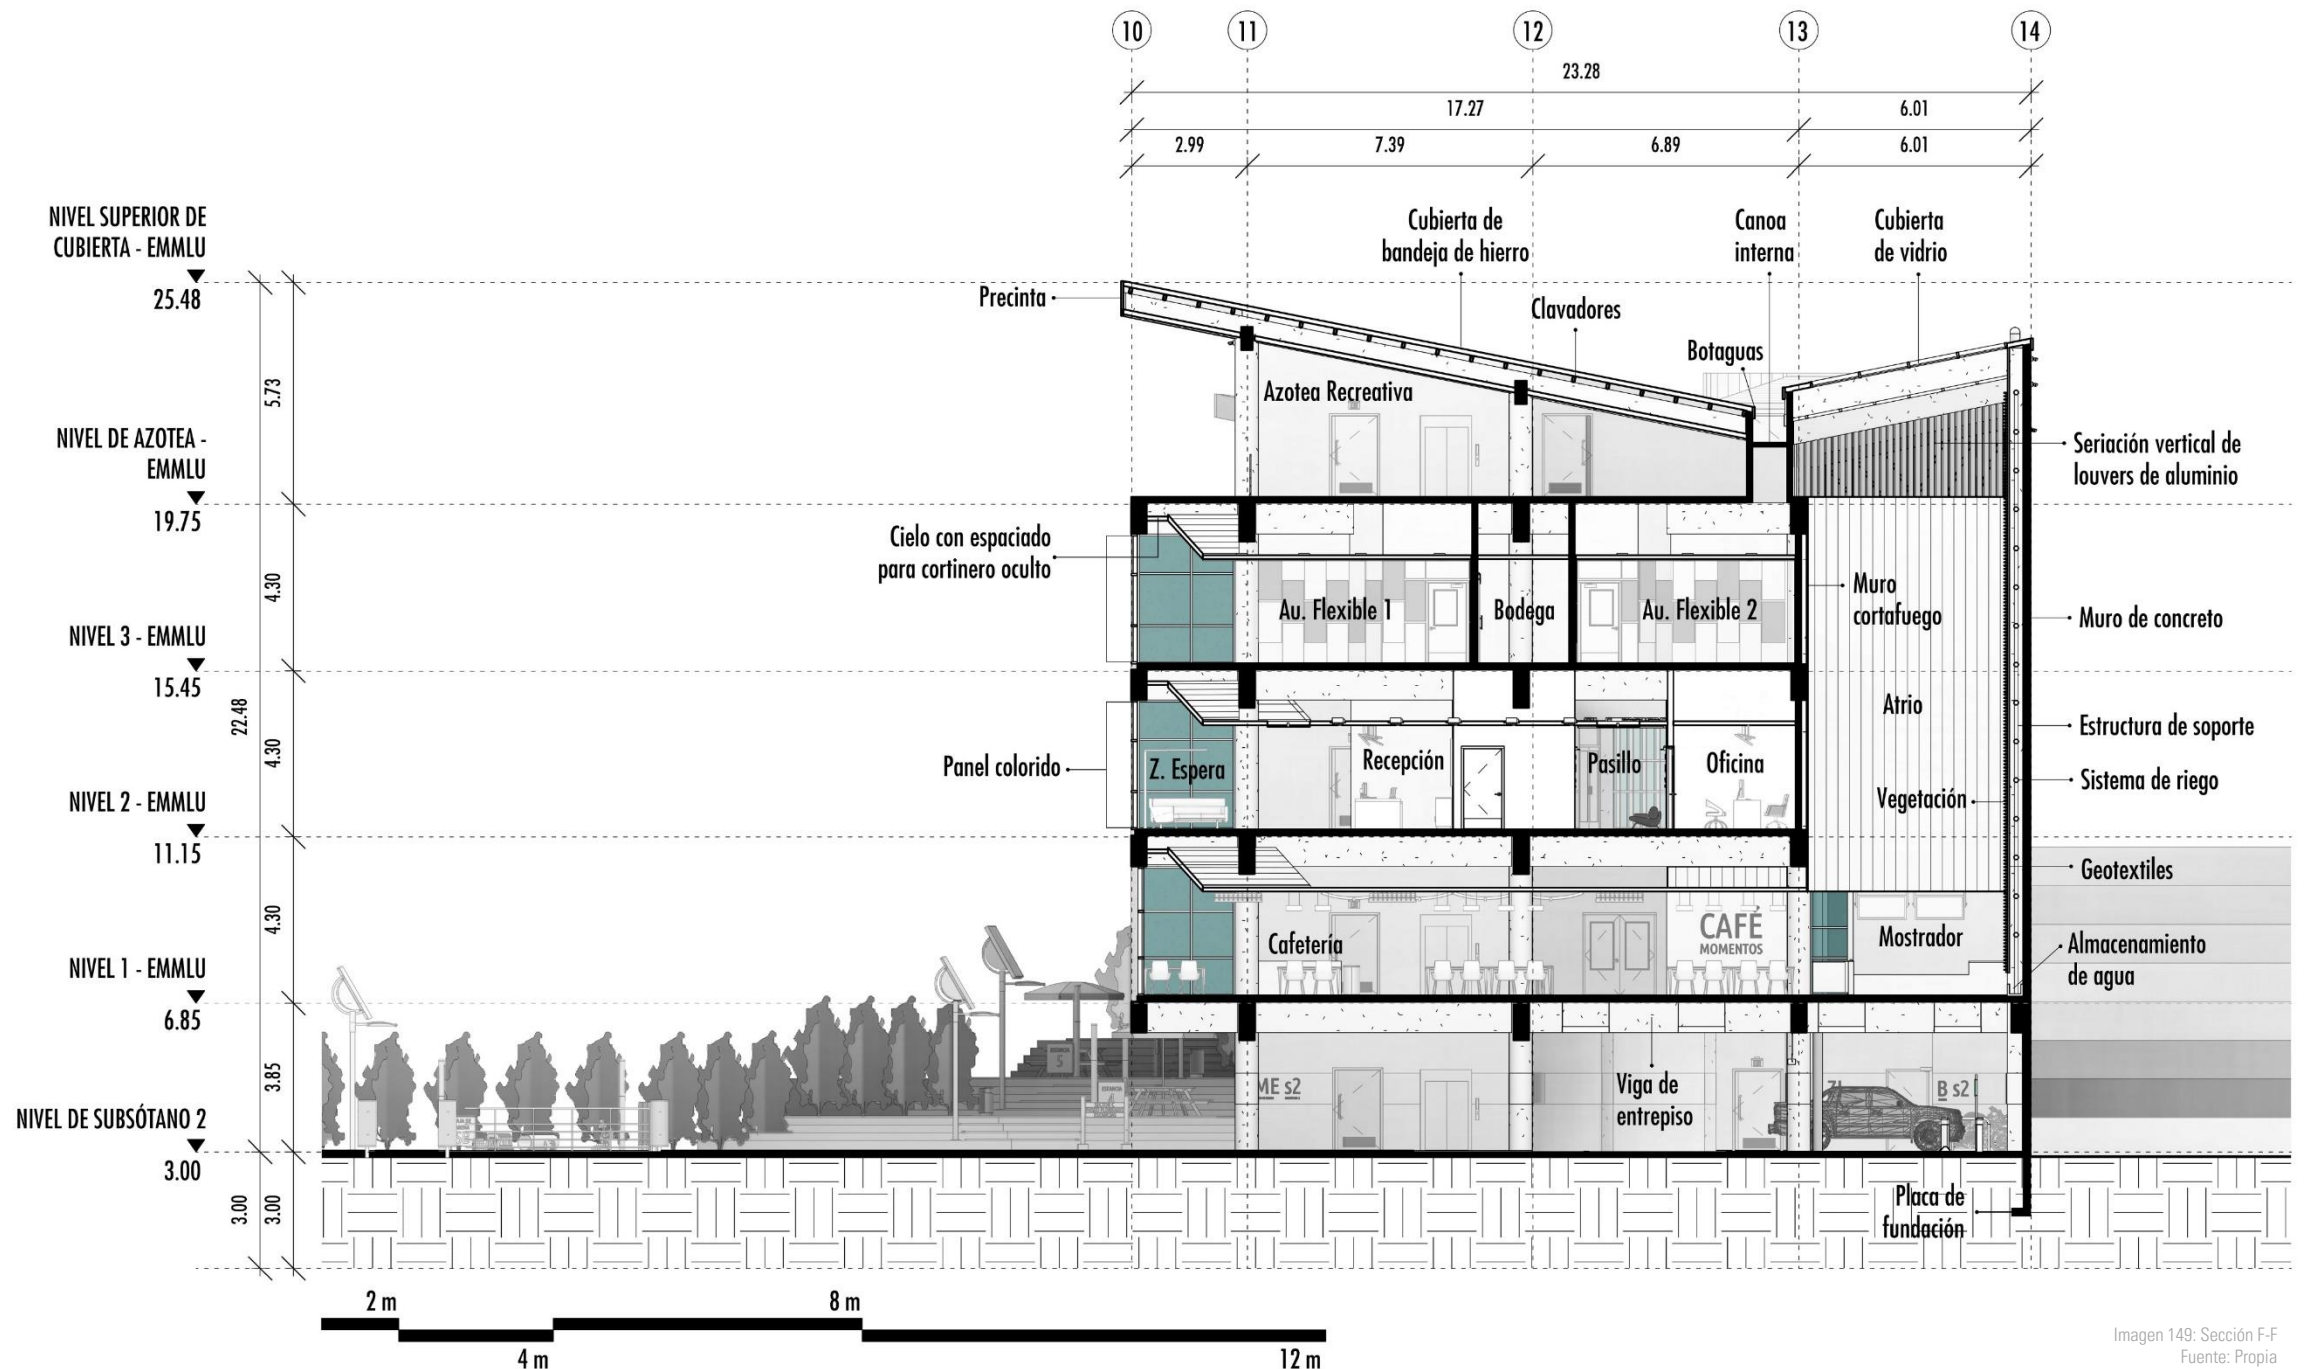 10 11 12 13 14
23.28
17.27 6.01
2.99 7.39 6.89 6.01
NIVEL SUPERIOR DE
CUBIERTA - EMMLU
25.48
Cubierta de
bandeja de hierro
Canoa
interna
Cubierta
de vidrio
Precinta
Clavadores
Botaguas
5.73
Azotea Recreativa
NIVEL DE AZOTEA -
EMMLU
19.75
Seriación vertical de
louvers de aluminio
Cielo con espaciado
para cortinero oculto
4.30
Au. Flexible 1
Bodega
Au. Flexible 2
Muro
cortafuego
Muro de concreto
NIVEL 3 - EMMLU
15.45
22.48
4.30
Panel colorido
Z. Espera
Recepción
Pasillo
Oficina
Atrio
Estructura de soporte
Sistema de riego
Vegetación
NIVEL 2 - EMMLU
11.15
Geotextiles
4.30
Cafetería
CAFÉ
MOMENTOS
Mostrador
Almacenamiento
de agua
NIVEL 1 - EMMLU
6.85
3.85
5
ME s2
Viga de
entrepiso
B s2
NIVEL DE SUBSÓTANO 2
3.00
3.00
3.00
Placa de
fundación
2 m
8 m
4 m
12 m
Imagen 149: Sección F-F
Fuente: Propia